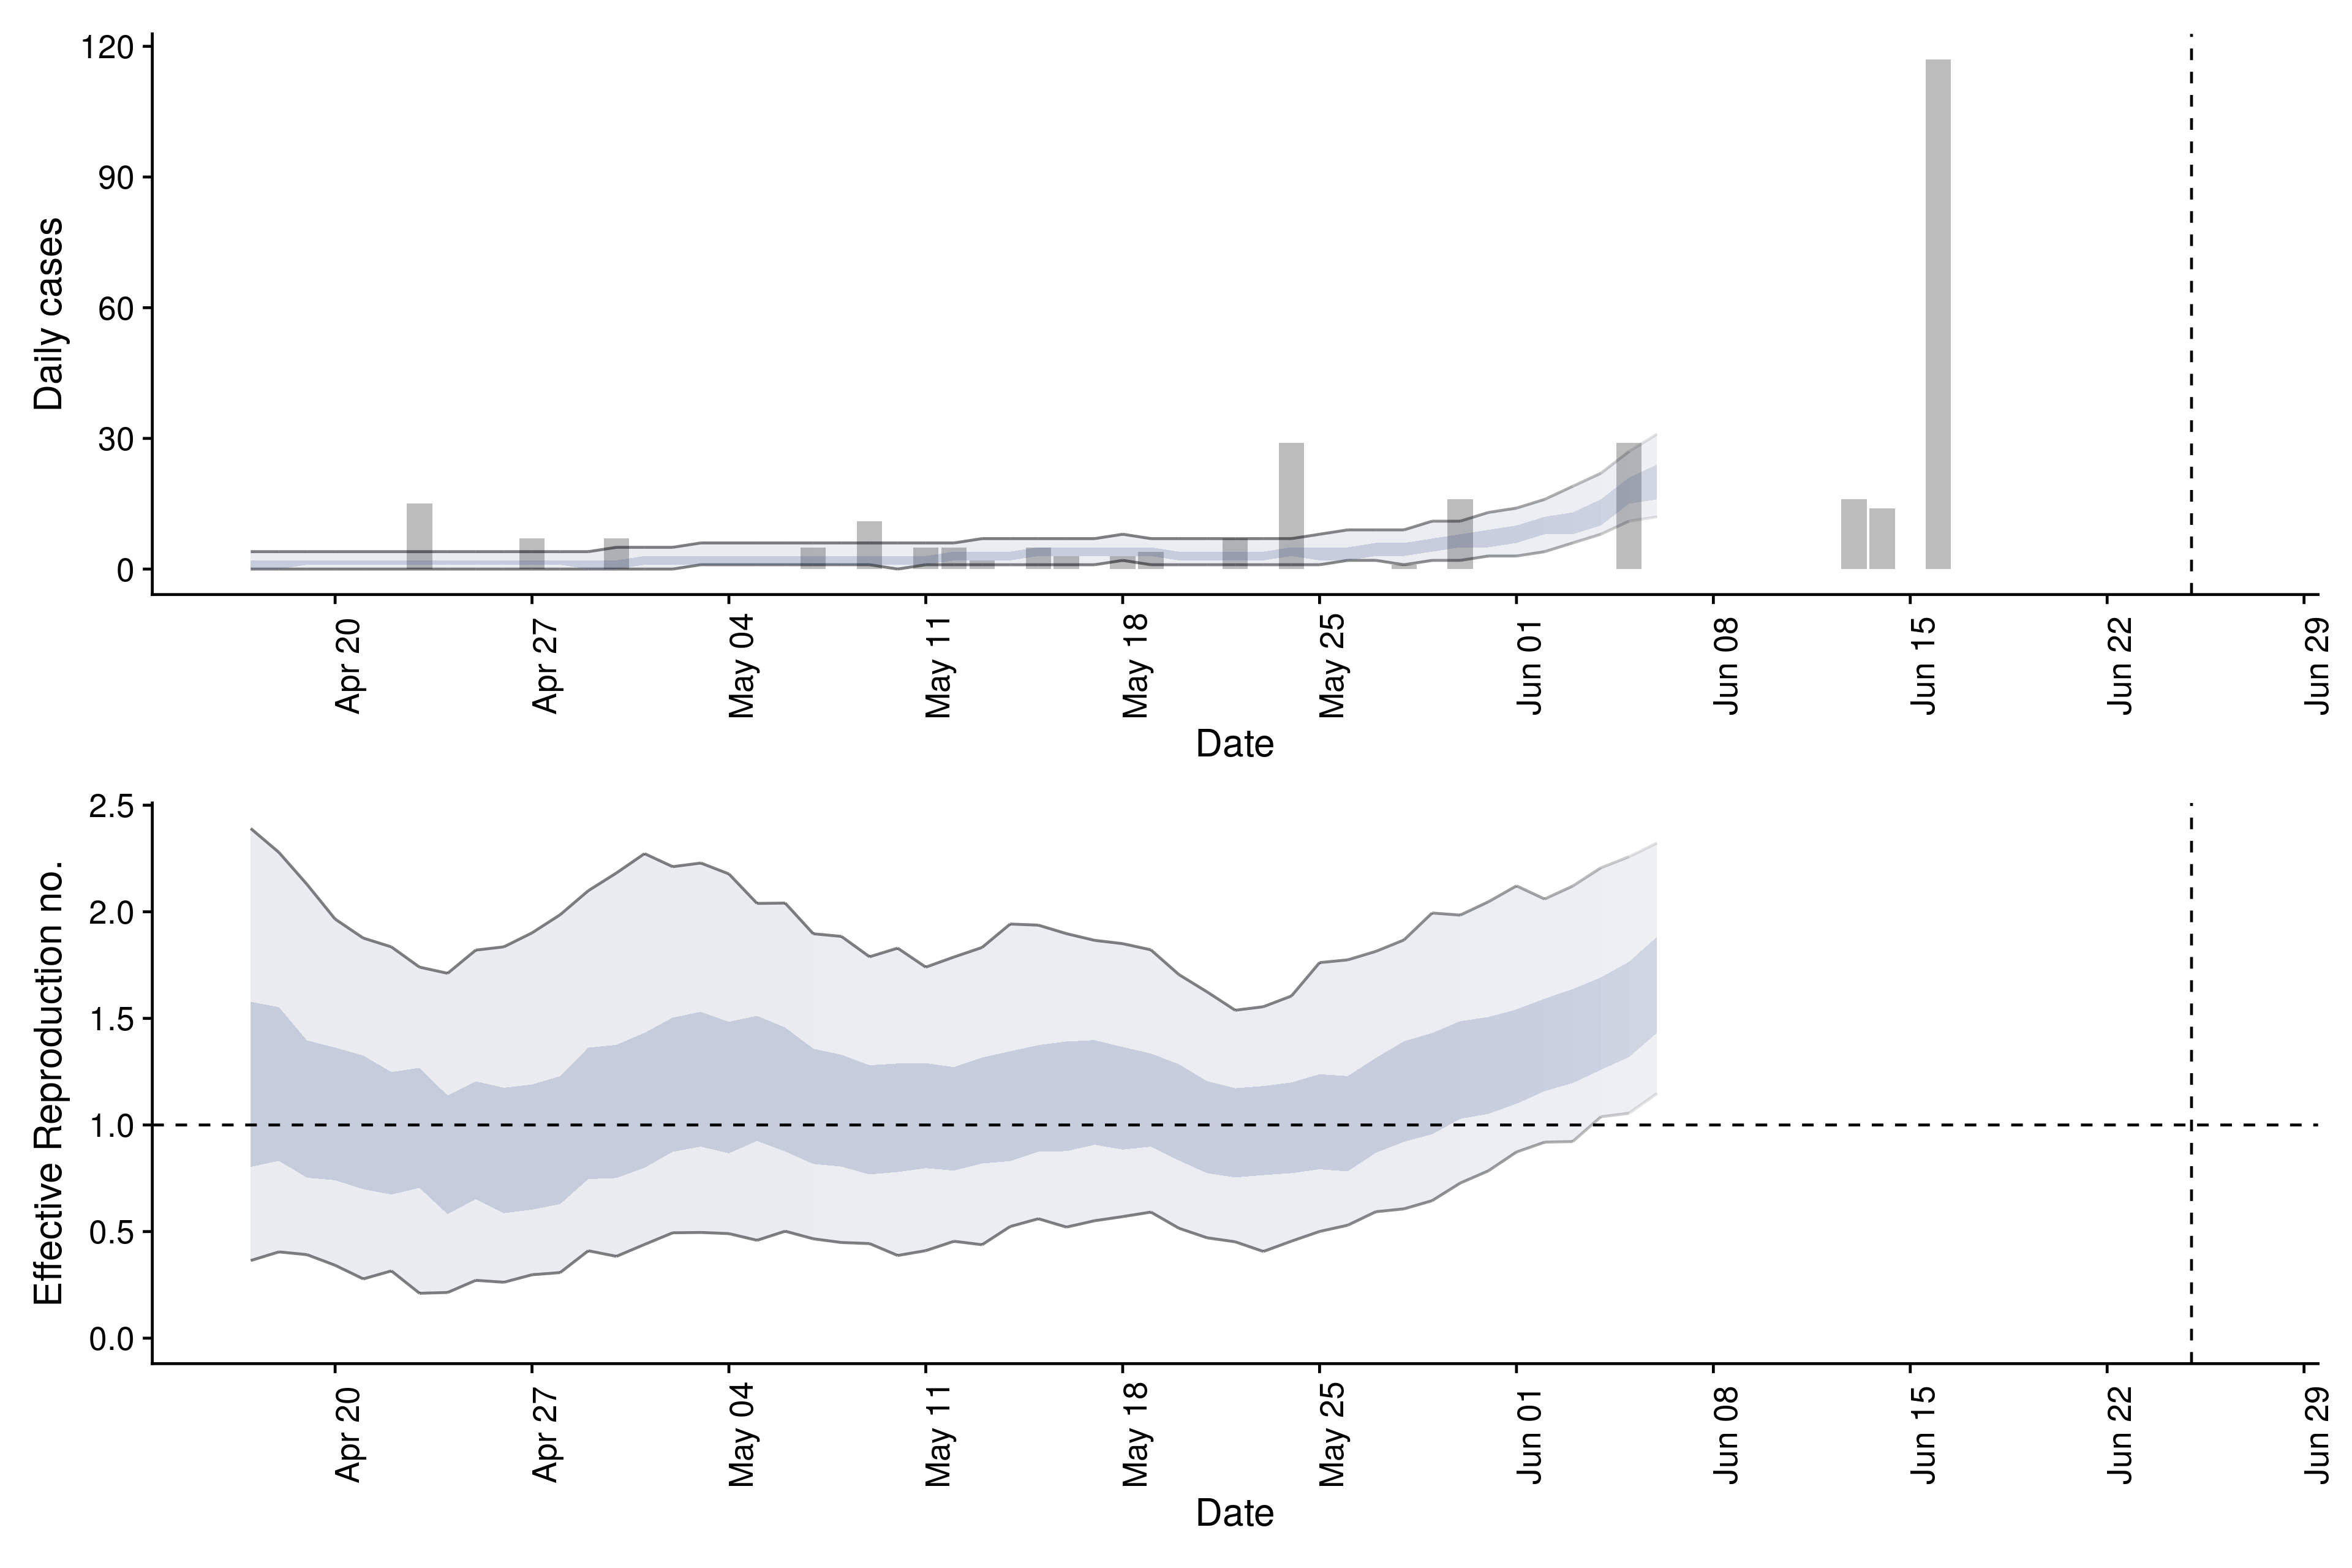 120
90
60
30
0
Daily cases
Apr 20
Apr 27
May 04
May 11
May 18
May 25
Jun 01
Jun 08
Jun 15
Jun 22
Jun 29
Date
2.5
2.0
1.5
1.0
0.5
0.0
Effective Reproduction no.
Apr 20
Apr 27
May 04
May 11
May 18
May 25
Jun 01
Jun 08
Jun 15
Jun 22
Jun 29
Date